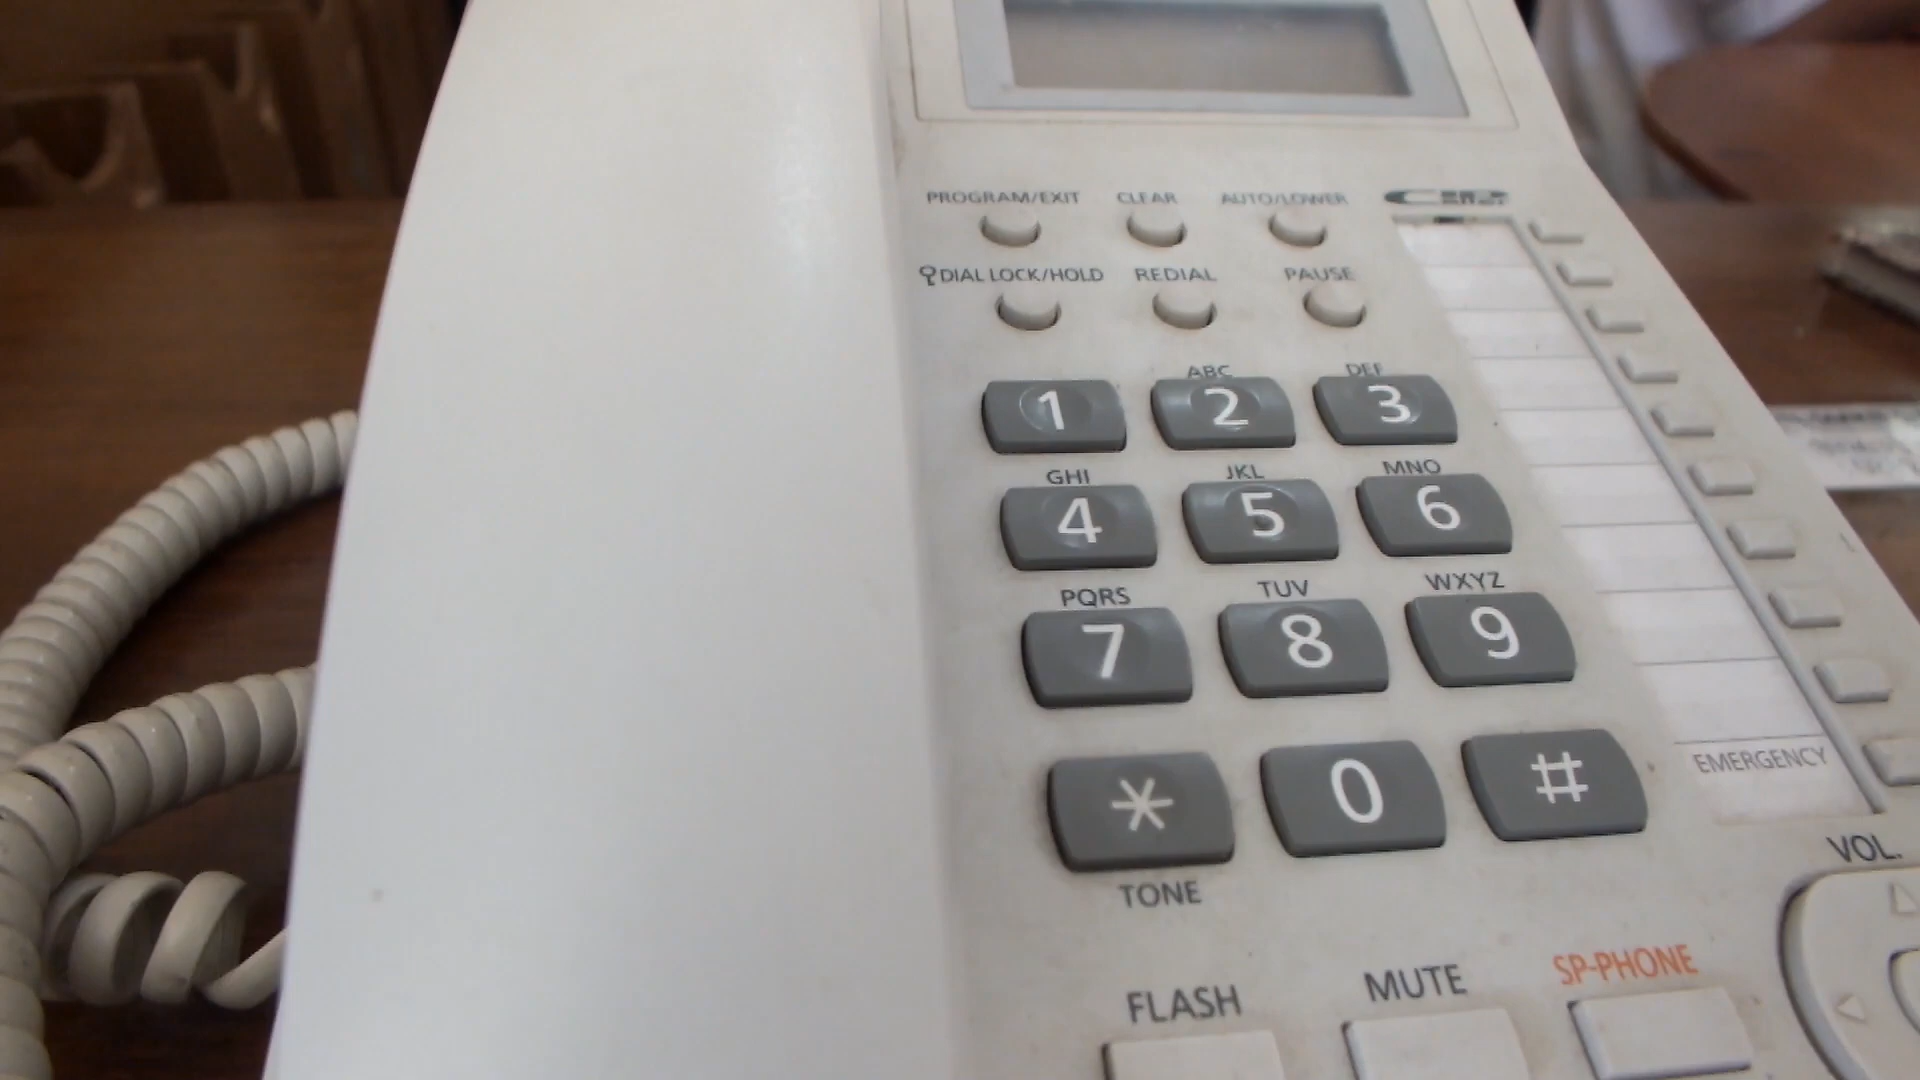 PROGRAM/EXIT CLEAR AUTO/LOWER
DIAL LOCK/HOLD REDIAL PAUSE
ABC DEF
1 2 3
GHI JKL MNO
4 5 6
PQRS TUV WXYZ
7 8 9
* 0 #
EMERGENCY
TONE
VOL.
FLASH MUTE SP-PHONE